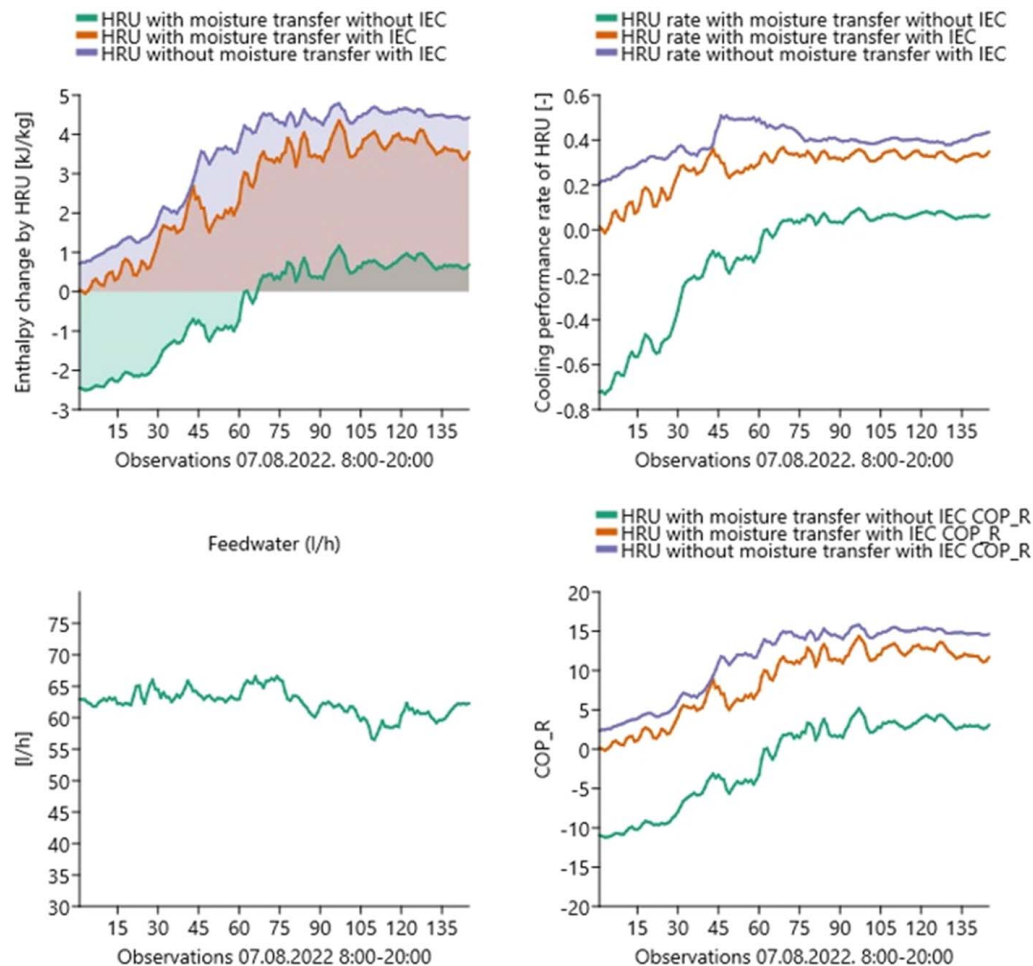 HRU with moisture transfer without IEC
HRU with moisture transfer with IEC
HRU without moisture transfer with IEC
Enthalpy change by HRU [kJ/kg]
5
4
3
2
1
0
-1
-2
-3
15 30 45 60 75 90 105 120 135
Observations 07.08.2022. 8:00-20:00
HRU rate with moisture transfer without IEC
HRU rate with moisture transfer with IEC
HRU rate without moisture transfer with IEC
Cooling performance rate of HRU [-]
0.6
0.4
0.2
0.0
-0.2
-0.4
-0.6
-0.8
15 30 45 60 75 90 105 120 135
Observations 07.08.2022. 8:00-20:00
Feedwater (l/h)
[l/h]
75
70
65
60
55
50
45
40
35
30
15 30 45 60 75 90 105 120 135
Observations 07.08.2022 8:00-20:00
HRU with moisture transfer without IEC COP_R
HRU with moisture transfer with IEC COP_R
HRU without moisture transfer with IEC COP_R
COP_R
20
15
10
5
0
-5
-10
-15
-20
15 30 45 60 75 90 105 120 135
Observations 07.08.2022. 8:00-20:00